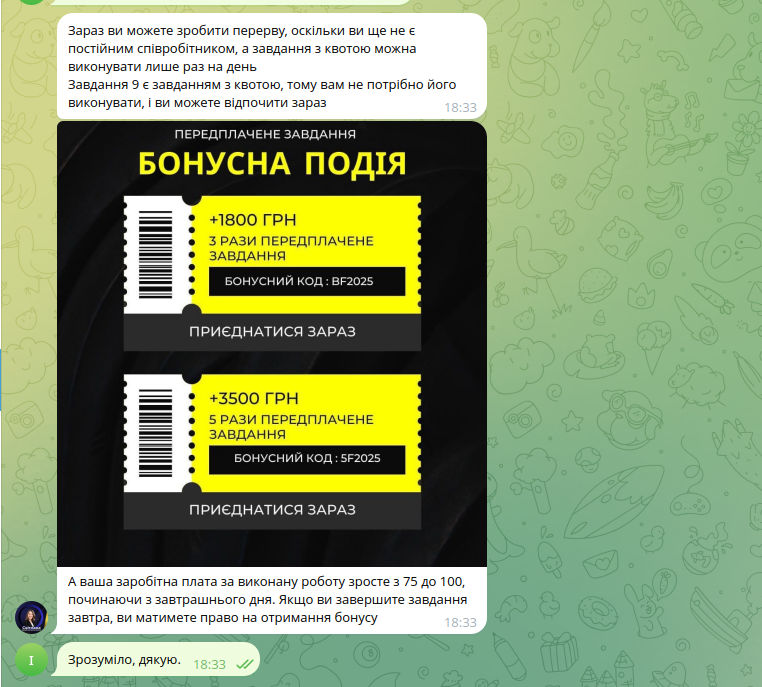 Зараз ви можете зробити перерву, оскільки ви ще не є
постійним співробітником, а завдання з квотою можна
виконувати лише раз на день
Завдання 9 є завданням з квотою, тому вам не потрібно його
виконувати, і ви можете відпочити зараз
18:33
ПЕРЕДПЛАЧЕНЕ ЗАВДАННЯ
БОНУСНА ПОДІЯ
+1800 ГРН
3 РАЗИ ПЕРЕДПЛАЧЕНЕ
ЗАВДАННЯ
БОНУСНИЙ КОД : BF2025
ПРИЄДНАТИСЯ ЗАРАЗ
+3500 ГРН
5 РАЗИ ПЕРЕДПЛАЧЕНЕ
ЗАВДАННЯ
БОНУСНИЙ КОД : 5F2025
ПРИЄДНАТИСЯ ЗАРАЗ
А ваша заробітна плата за виконану роботу зросте з 75 до 100,
починаючи з завтрашнього дня. Якщо ви завершите завдання
завтра, ви матимете право на отримання бонусу
18:33
І
Зрозуміло, дякую. 18:33